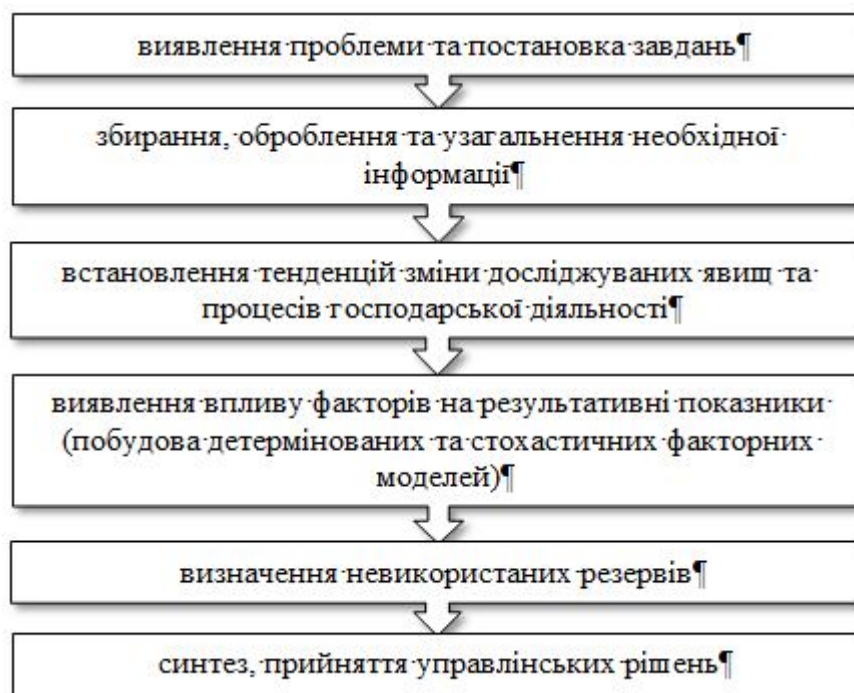 виявлення проблеми та постановка завдань¶
збирання, оброблення та узагальнення необхідної
інформації¶
встановлення тенденцій зміни досліджуваних явищ та
процесів господарської діяльності¶
виявлення впливу факторів на результативні показники
(побудова детермінованих та стохастичних факторних
моделей)¶
визначення невикористаних резервів¶
синтез, прийняття управлінських рішень¶